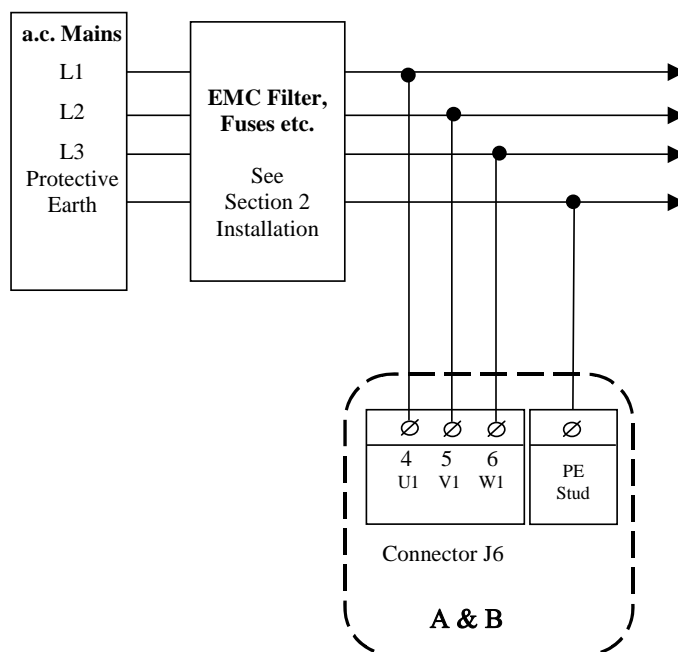 a.c. Mains
L1
L2
L3
Protective
Earth
EMC Filter,
Fuses etc.
See
Section 2
Installation
4 5 6
U1 V1 W1
PE
Stud
Connector J6
A & B